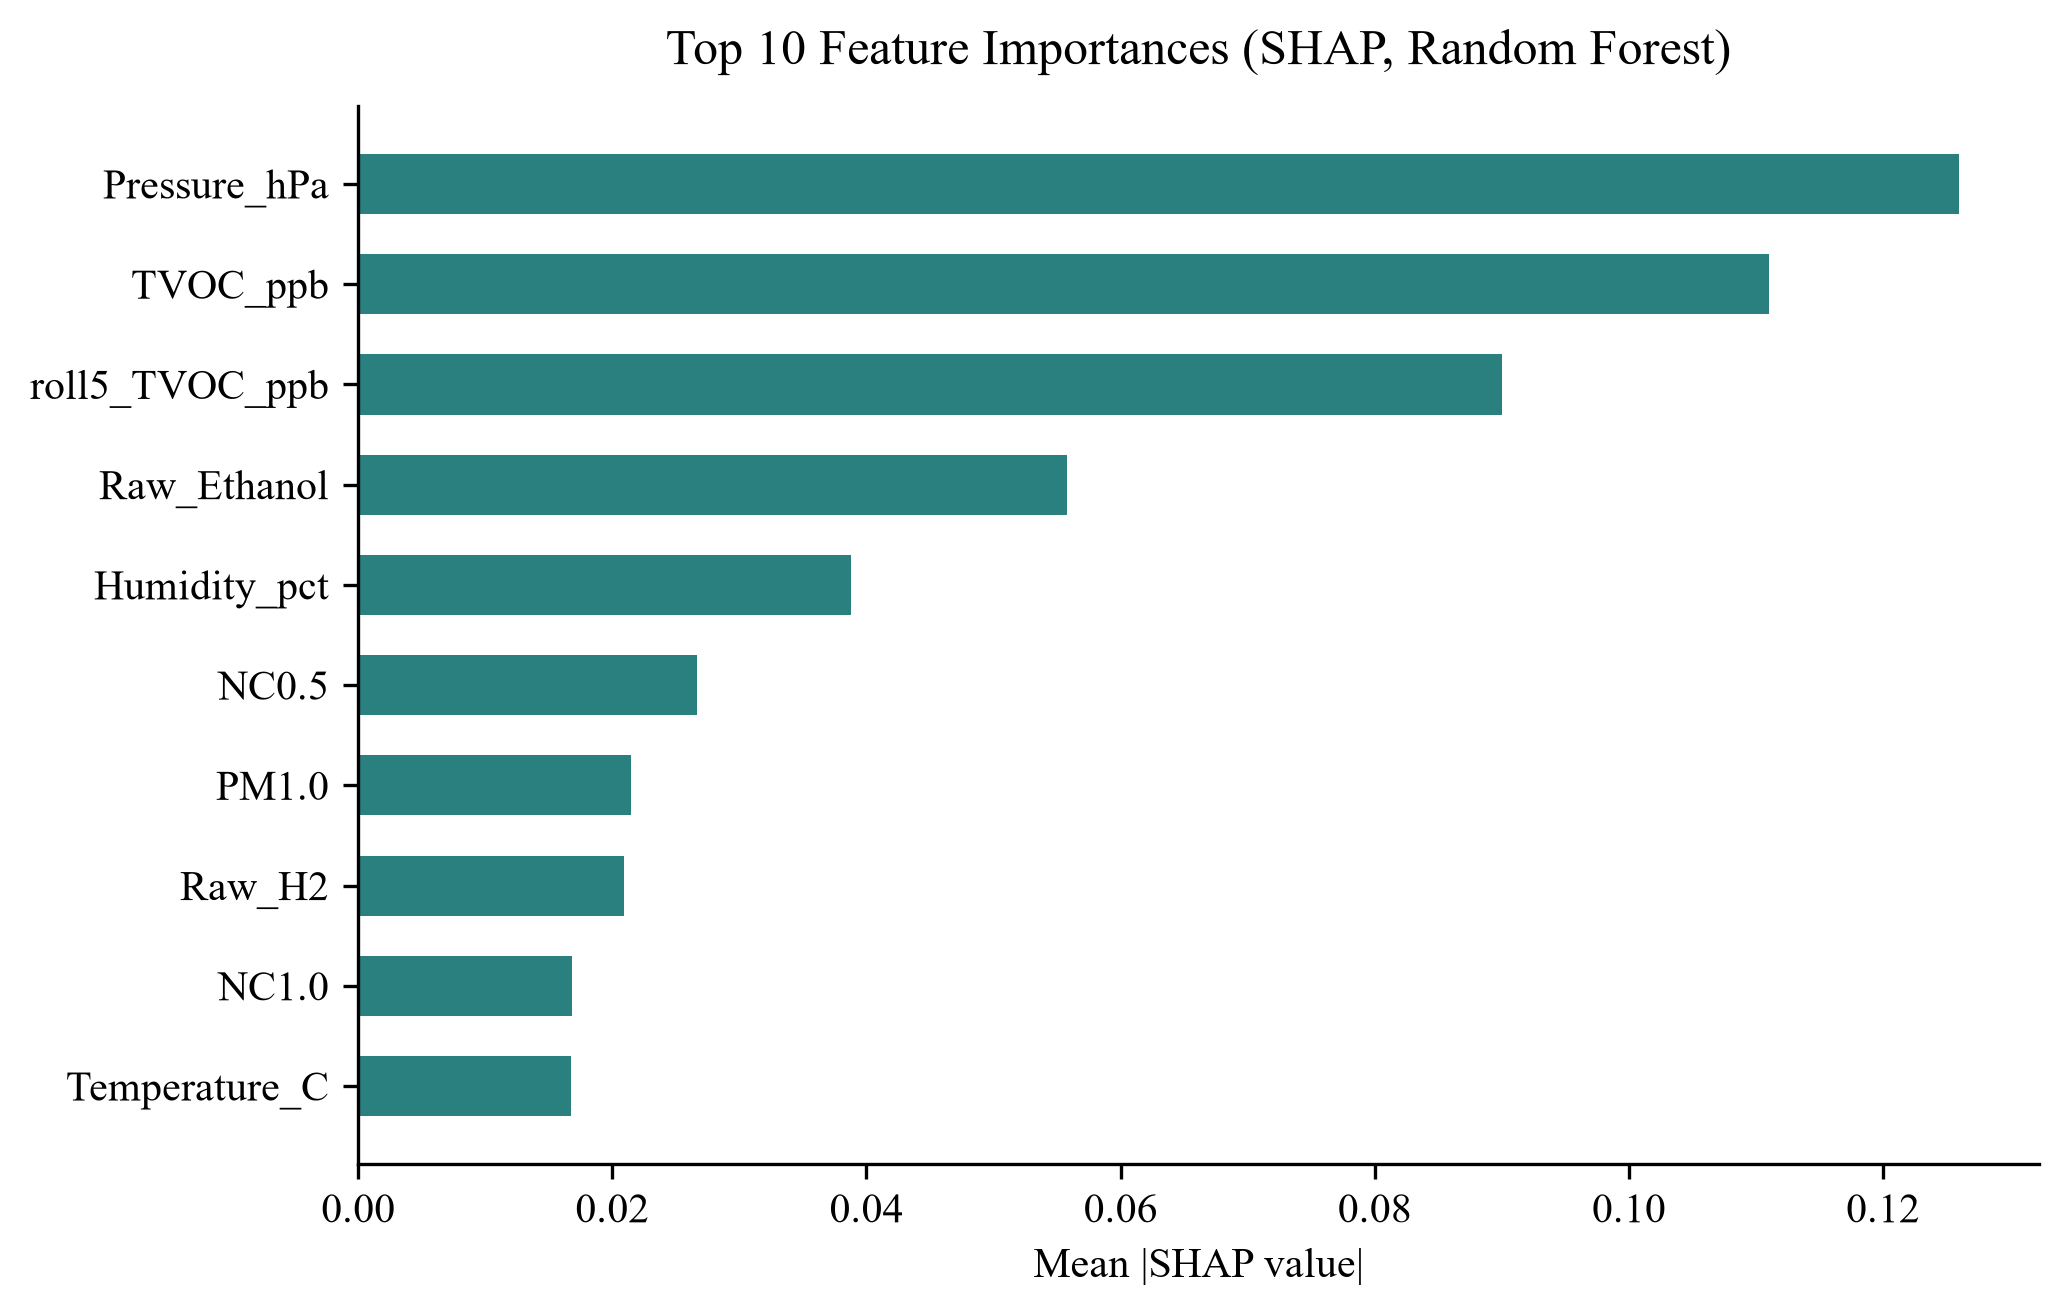 Top 10 Feature Importances (SHAP, Random Forest)
Pressure_hPa
TVOC_ppb
roll5_TVOC_ppb
Raw_Ethanol
Humidity_pct
NC0.5
PM1.0
Raw_H2
NC1.0
Temperature_C
0.00 0.02 0.04 0.06 0.08 0.10 0.12
Mean |SHAP value|